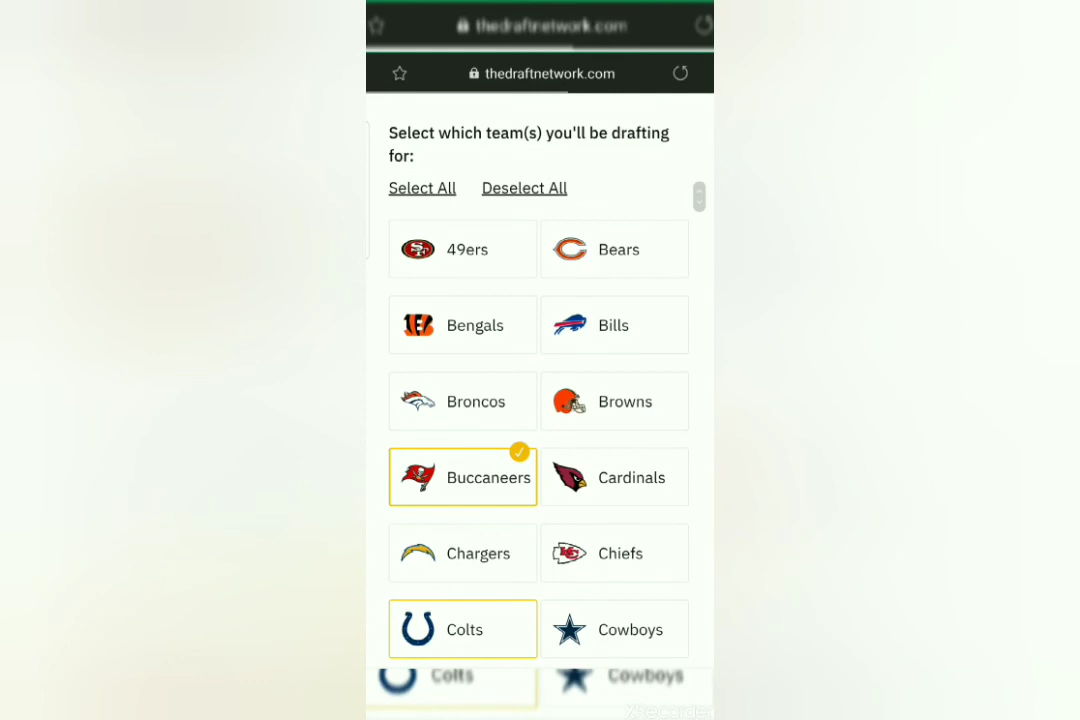 thedraftnetwork.com
thedraftnetwork.com
Select which team(s) you'll be drafting
for:
Select All Deselect All
49ers Bears
Bengals Bills
Broncos Browns
Buccaneers Cardinals
Chargers Chiefs
Colts Cowboys
Colts Cowboys